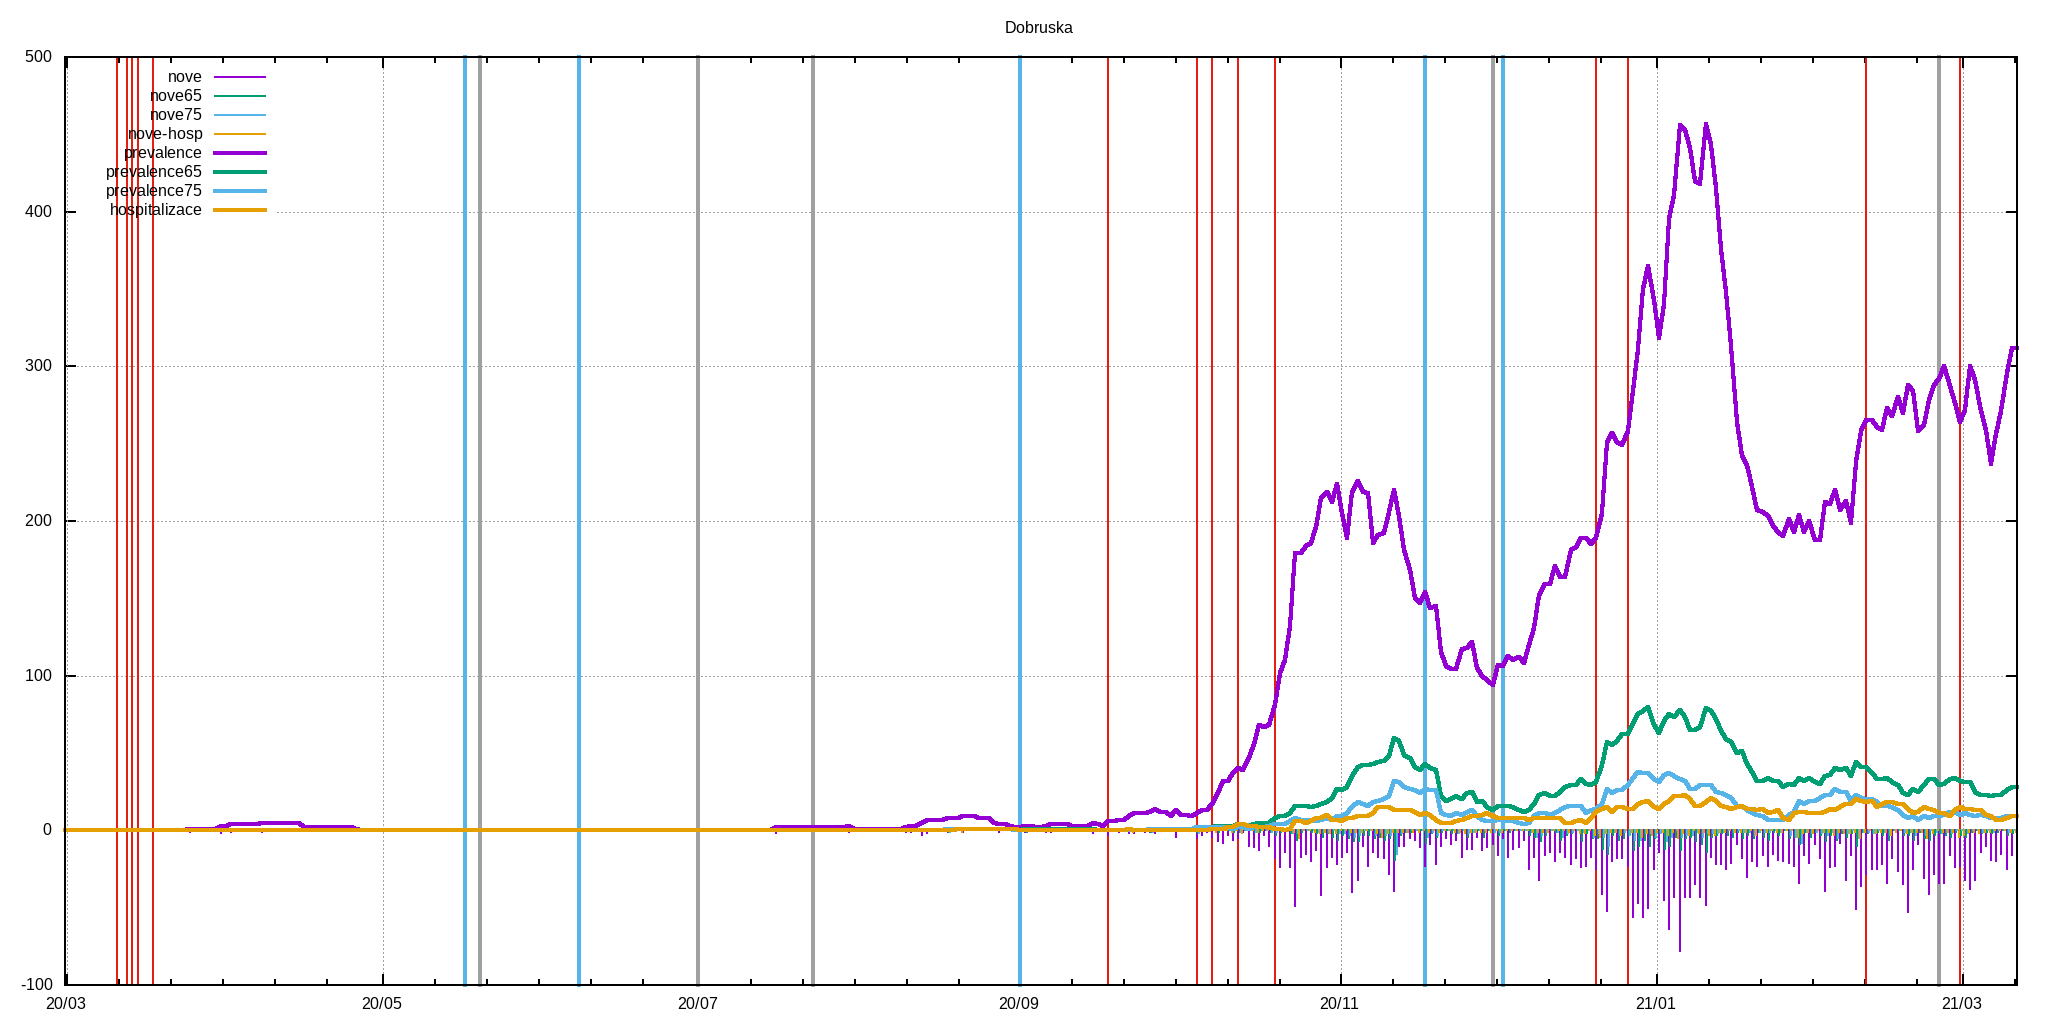 Dobruska
500
400
300
200
100
0
-100
nove
nove65
nove75
nove-hosp
prevalence
prevalence65
prevalence75
hospitalizace
20/03 20/05 20/07 20/09 20/11 21/01 21/03